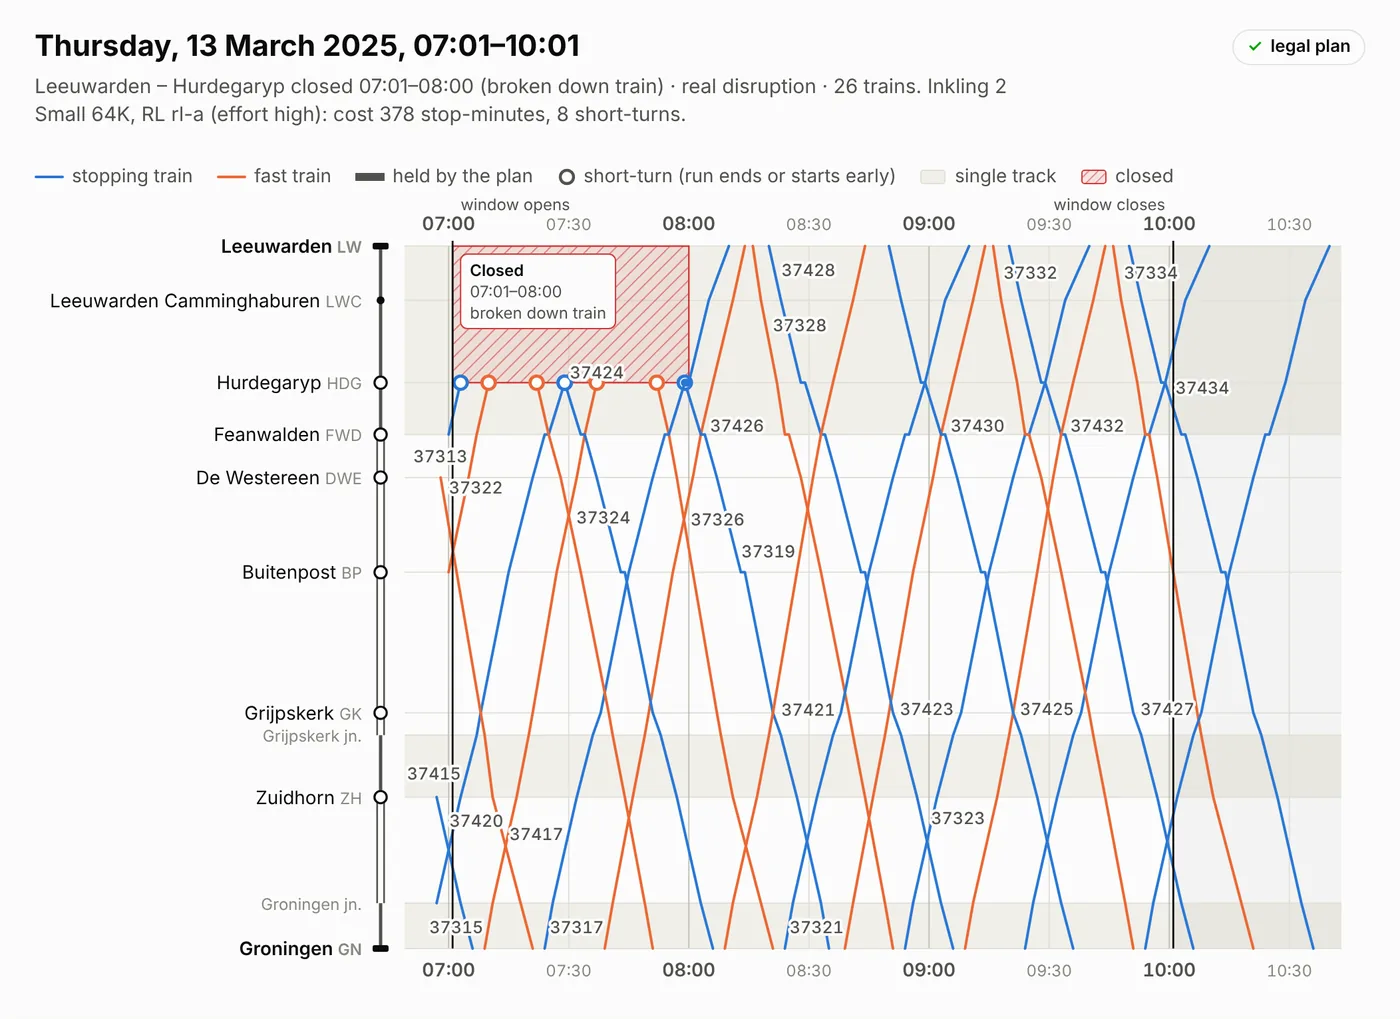 Thursday, 13 March 2025, 07:01–10:01
legal plan
Leeuwarden – Hurdegaryp closed 07:01–08:00 (broken down train) · real disruption · 26 trains. Inkling 2
Small 64K, RL rl-a (effort high): cost 378 stop-minutes, 8 short-turns.
stopping train
fast train
held by the plan
short-turn (run ends or starts early)
single track
closed
window opens
window closes
07:00 07:30 08:00 08:30 09:00 09:30 10:00 10:30
Leeuwarden LW
Closed
07:01–08:00
broken down train
37428
37332
37334
Leeuwarden Camminghaburen LWC
37328
Hurdegaryp HDG
37424
37434
Feanwalden FWD
37426
37430
37432
37313
De Westereen DWE
37322
37324
37326
37319
Buitenpost BP
Grijpskerk GK
37421
37423
37425
37427
Grijpskerk jn.
37415
Zuidhorn ZH
37420
37417
37323
Groningen jn.
37315
37317
37321
Groningen GN
07:00 07:30 08:00 08:30 09:00 09:30 10:00 10:30